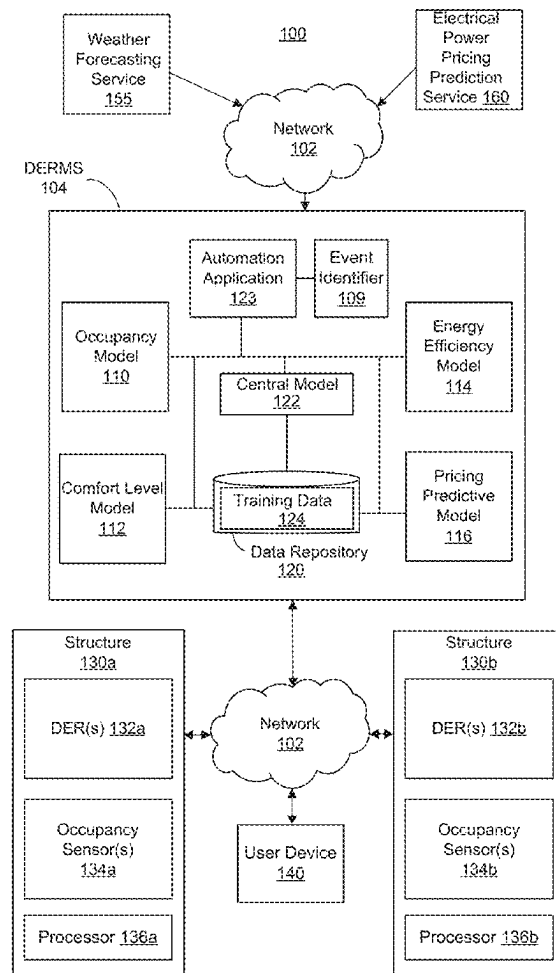 100
Weather
Forecasting
Service
155
Electrical
Power
Pricing
Prediction
Service 160
Network
102
DERMS
104
Automation
Application
123
Event
Identifier
109
Occupancy
Model
110
Energy
Efficiency
Model
114
Central Model
122
Comfort Level
Model
112
Training Data
124
Data Repository
120
Pricing
Predictive
Model
116
Structure
130a
DER(s) 132a
Occupancy
Sensor(s)
134a
Processor 136a
Network
102
User Device
140
Structure
130b
DER(s) 132b
Occupancy
Sensor(s)
134b
Processor 136b